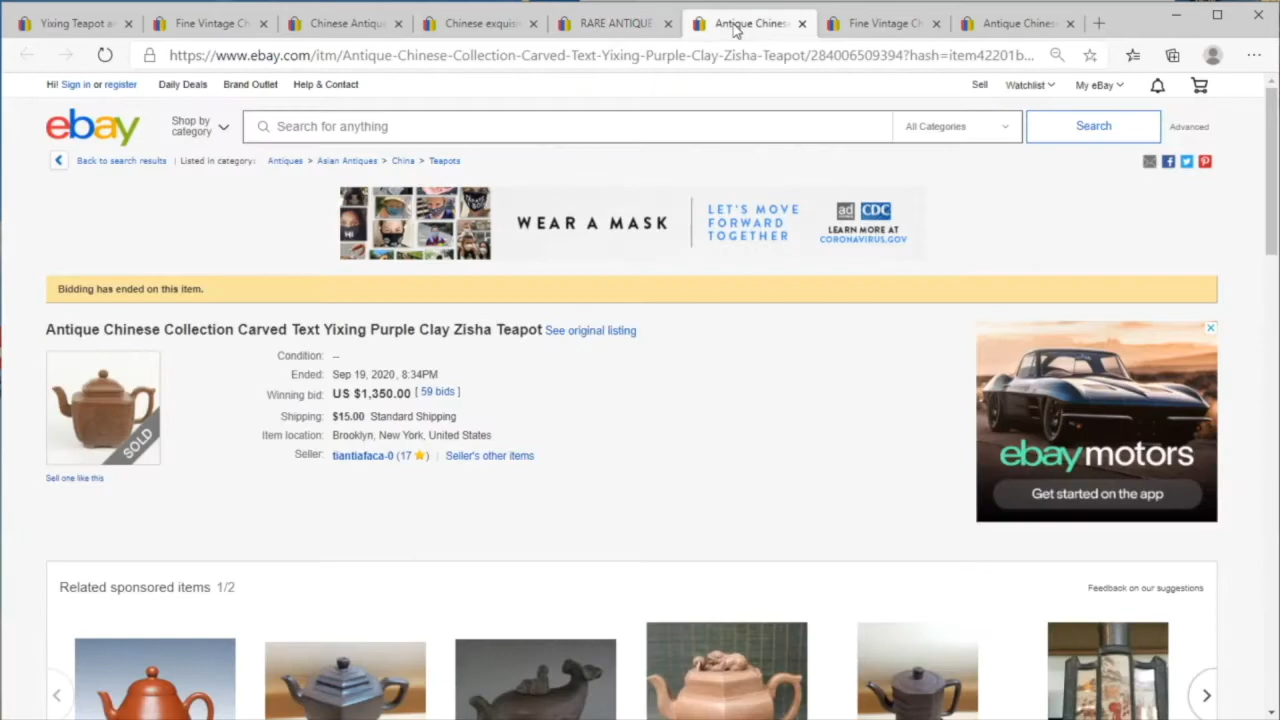 Yixing Teapot
Fine Vintage Ch
Chinese Antiqu
Chinese exquis
RARE ANTIQUE
Antique Chines
Fine Vintage Ch
Antique Chines
https://www.ebay.com/itm/Antique-Chinese-Collection-Carved-Text-Yixing-Purple-Clay-Zisha-Teapot/284006509394?hash=item42201b...
Hi! Sign in or register Daily Deals Brand Outlet Help & Contact Sell Watchlist My eBay
ebay
Shop by
category
Search for anything
All Categories
Search
Advanced
Back to search results | Listed in category: Antiques > Asian Antiques > China > Teapots
WEAR A MASK
LET'S MOVE
FORWARD
TOGETHER
ad CDC
LEARN MORE AT
CORONAVIRUS.GOV
Bidding has ended on this item.
Antique Chinese Collection Carved Text Yixing Purple Clay Zisha Teapot See original listing
SOLD
Sell one like this
Condition: --
Ended: Sep 19, 2020, 8:34PM
Winning bid: US $1,350.00 [ 59 bids ]
Shipping: $15.00 Standard Shipping
Item location: Brooklyn, New York, United States
Seller: tiantiafaca-0 (17 ) | Seller's other items
ebaymotors
Get started on the app
Related sponsored items 1/2
Feedback on our suggestions